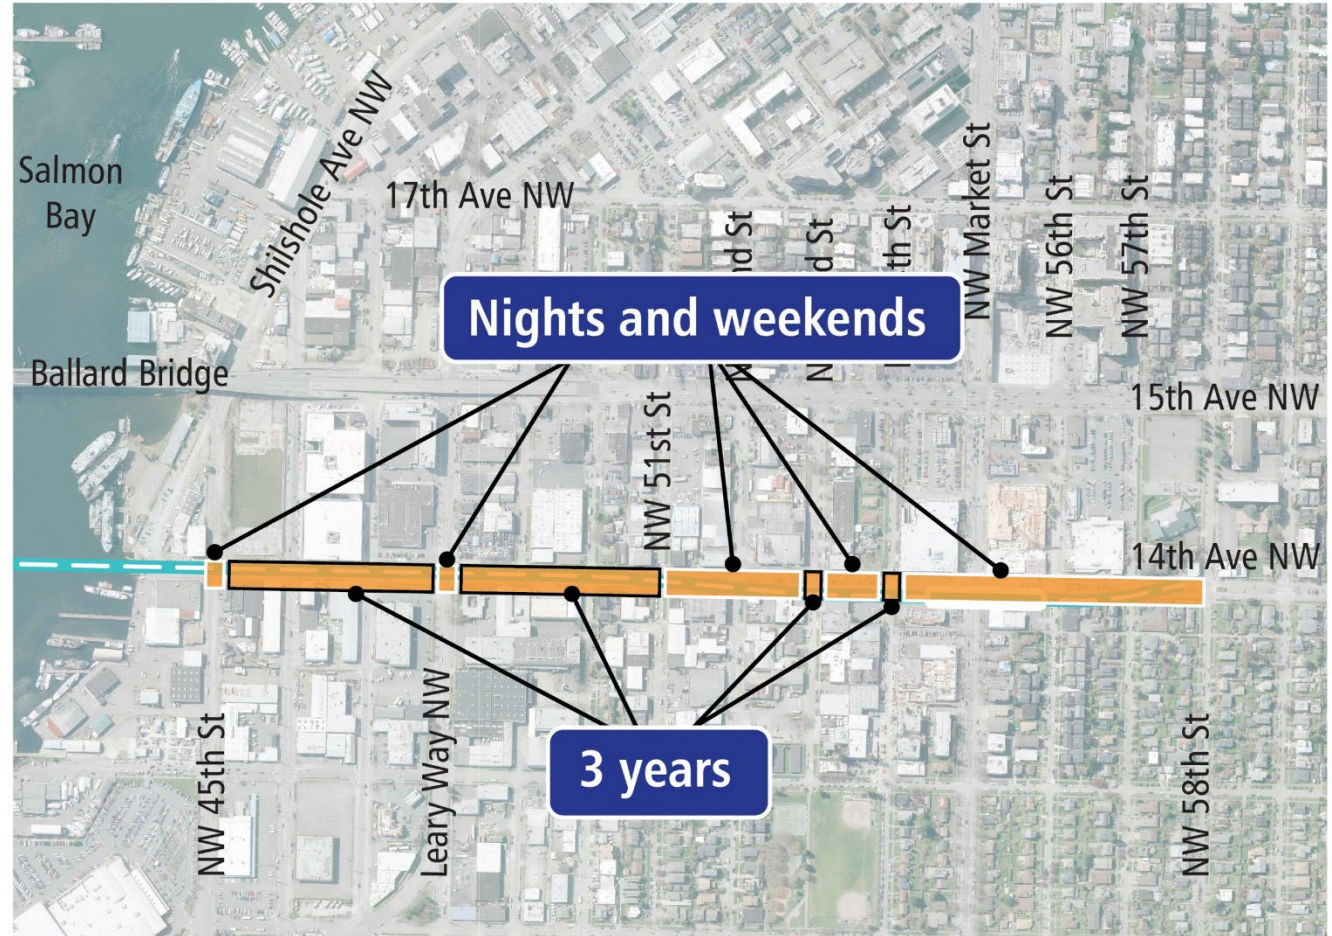 Salmon
Bay
Shilshole Ave NW
17th Ave NW
NW Market St
NW 56th St
NW 57th St
Nights and weekends
Ballard Bridge
15th Ave NW
NW 51st St
14th Ave NW
3 years
NW 45th St
Leary Way NW
NW 58th St